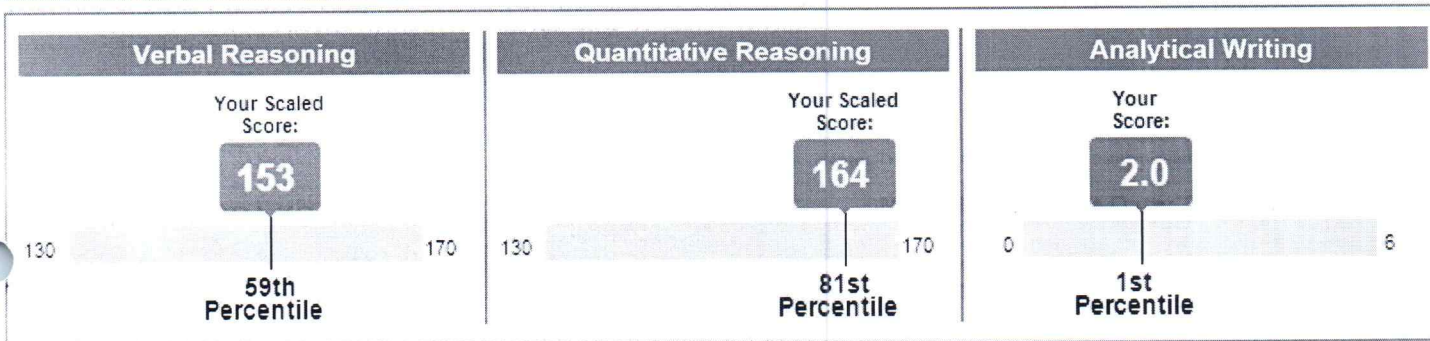 Verbal Reasoning
Your Scaled
Score:
153
130
170
59th
Percentile
Quantitative Reasoning
Your Scaled
Score:
164
130
170
81st
Percentile
Analytical Writing
Your
Score:
2.0
0
6
1st
Percentile